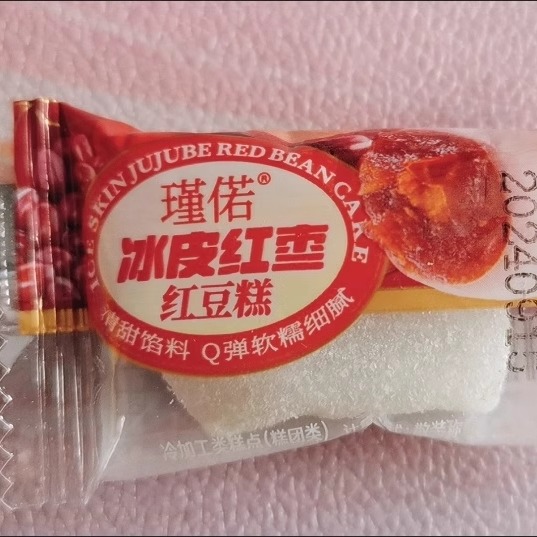 ICE SKIN JUJUBE RED BEAN CAKE
瑾偌®
冰皮红枣
红豆糕
清甜馅料 Q弹软糯细腻
冷加工类糕点(糕团类)